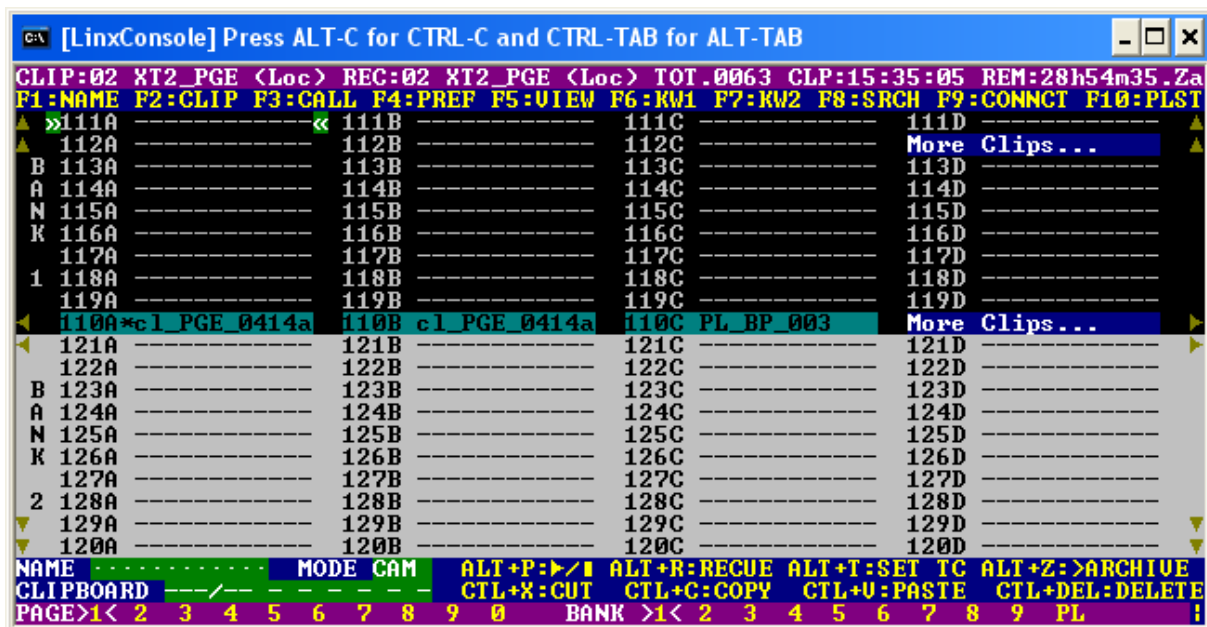 [LinxConsole] Press ALT-C for CTRL-C and CTRL-TAB for ALT-TAB
CLIP:02 XT2_PGE (Loc) REC:02 XT2_PGE (Loc) TOT.0063 CLP:15:35:05 REM:28h54m35.Za
F1:NAME F2:CLIP F3:CALL F4:PREF F5:VIEW F6:KW1 F7:KW2 F8:SRCH F9:CONNCT F10:PLST
»111A ------------« 111B ------------ 111C ------------ 111D ------------
112A ------------ 112B ------------ 112C ------------ More Clips...
B 113A ------------ 113B ------------ 113C ------------ 113D ------------
A 114A ------------ 114B ------------ 114C ------------ 114D ------------
N 115A ------------ 115B ------------ 115C ------------ 115D ------------
K 116A ------------ 116B ------------ 116C ------------ 116D ------------
117A ------------ 117B ------------ 117C ------------ 117D ------------
1 118A ------------ 118B ------------ 118C ------------ 118D ------------
119A ------------ 119B ------------ 119C ------------ 119D ------------
110A*cl_PGE_0414a 110B cl_PGE_0414a 110C PL_BP_003 More Clips...
121A ------------ 121B ------------ 121C ------------ 121D ------------
122A ------------ 122B ------------ 122C ------------ 122D ------------
B 123A ------------ 123B ------------ 123C ------------ 123D ------------
A 124A ------------ 124B ------------ 124C ------------ 124D ------------
N 125A ------------ 125B ------------ 125C ------------ 125D ------------
K 126A ------------ 126B ------------ 126C ------------ 126D ------------
127A ------------ 127B ------------ 127C ------------ 127D ------------
2 128A ------------ 128B ------------ 128C ------------ 128D ------------
129A ------------ 129B ------------ 129C ------------ 129D ------------
120A ------------ 120B ------------ 120C ------------ 120D ------------
NAME ············ MODE CAM ALT+P:►/▮ ALT+R:RECUE ALT+T:SET TC ALT+Z:>ARCHIVE
CLIPBOARD ---/-- - - - - - - CTL+X:CUT CTL+C:COPY CTL+V:PASTE CTL+DEL:DELETE
PAGE>1< 2 3 4 5 6 7 8 9 0 BANK >1< 2 3 4 5 6 7 8 9 PL